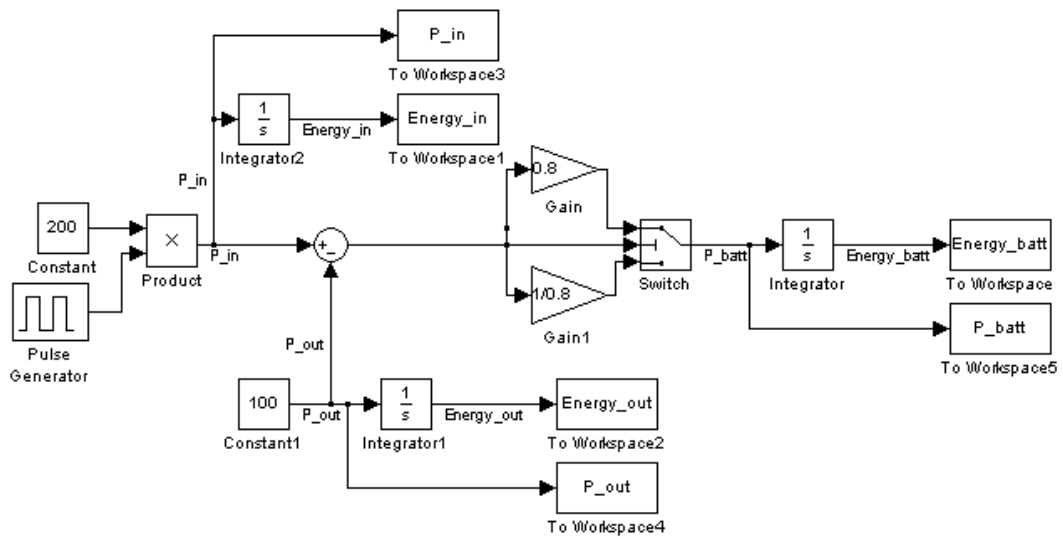 P_in
To Workspace3
1
s
Energy_in
Energy_in
Integrator2
To Workspace1
P_in
0.8
Gain
200
×
P_in
+
−
Constant
Product
P_batt
Switch
1
s
Energy_batt
Energy_batt
Integrator
To Workspace
1/0.8
Gain1
P_batt
To Workspace5
Pulse
Generator
P_out
100
P_out
1
s
Energy_out
Energy_out
Constant1
Integrator1
To Workspace2
P_out
To Workspace4